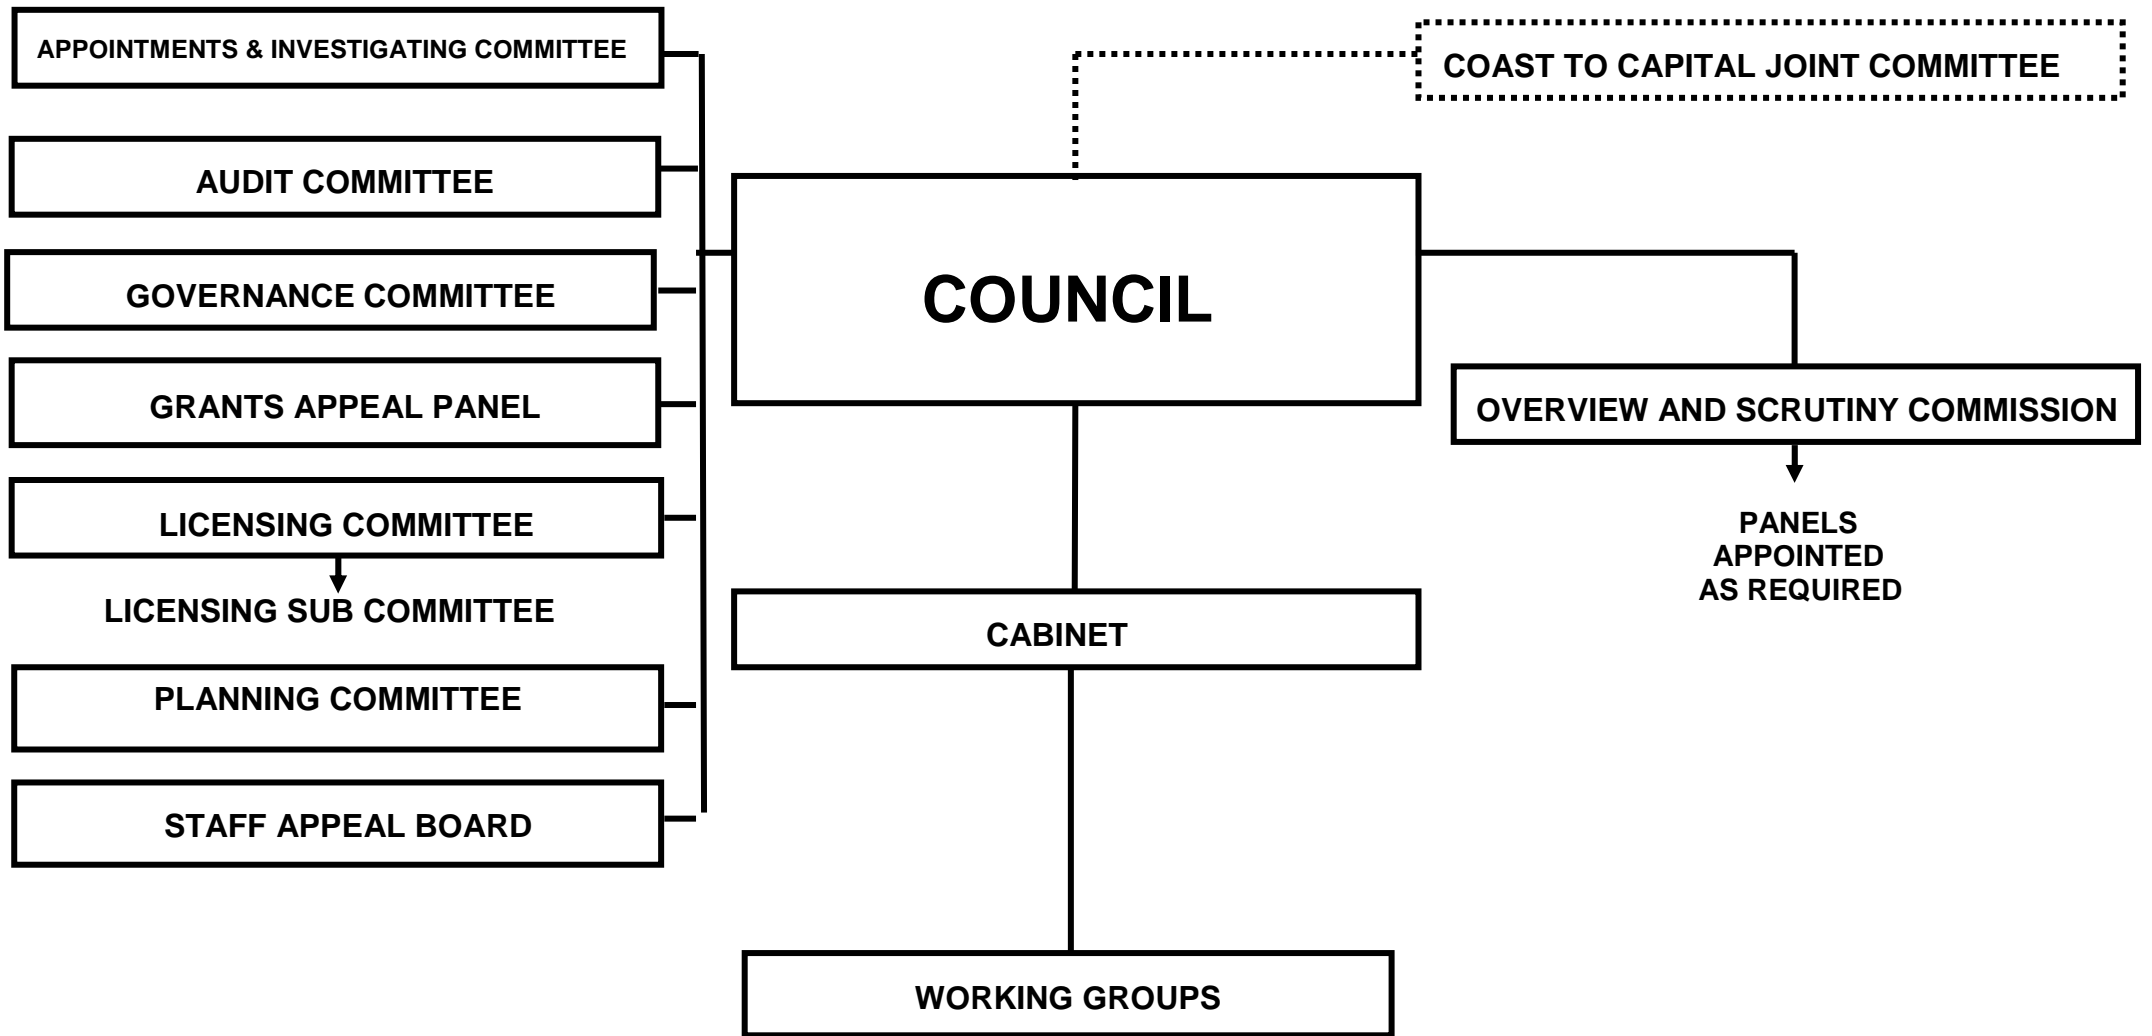 APPOINTMENTS & INVESTIGATING COMMITTEE
COAST TO CAPITAL JOINT COMMITTEE
AUDIT COMMITTEE
GOVERNANCE COMMITTEE
COUNCIL
GRANTS APPEAL PANEL
OVERVIEW AND SCRUTINY COMMISSION
LICENSING COMMITTEE
PANELS
APPOINTED
AS REQUIRED
LICENSING SUB COMMITTEE
CABINET
PLANNING COMMITTEE
STAFF APPEAL BOARD
WORKING GROUPS